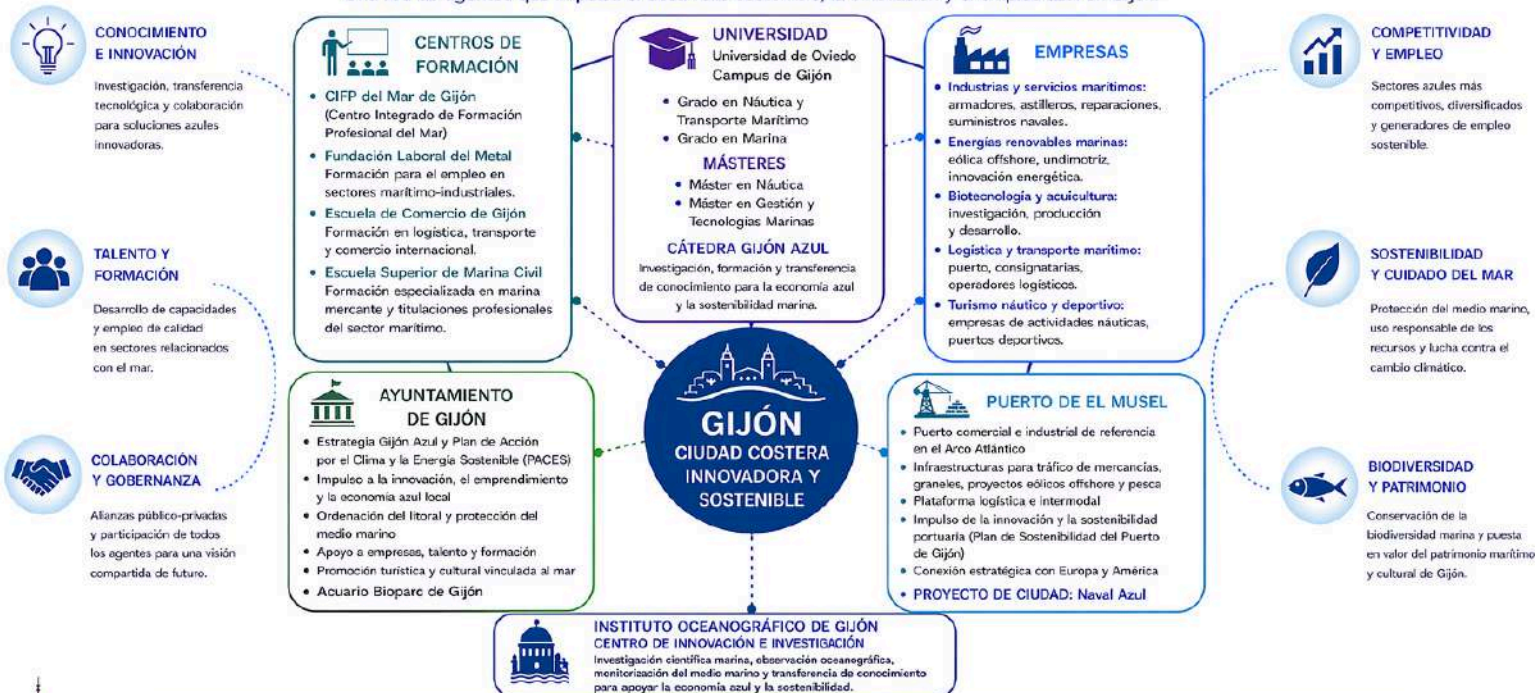 CONOCIMIENTO
E INNOVACIÓN
Investigación, transferencia
tecnológica y colaboración
para soluciones azules
innovadoras.
TALENTO Y
FORMACIÓN
Desarrollo de capacidades
y empleo de calidad
en sectores relacionados
con el mar.
COLABORACIÓN
Y GOBERNANZA
Alianzas público-privadas
y participación de todos
los agentes para una visión
compartida de futuro.
CENTROS DE
FORMACIÓN
• CIFP del Mar de Gijón
(Centro Integrado de Formación
Profesional del Mar)
• Fundación Laboral del Metal
Formación para el empleo en
sectores marítimo-industriales.
• Escuela de Comercio de Gijón
Formación en logística, transporte
y comercio internacional.
• Escuela Superior de Marina Civil
Formación especializada en marina
mercante y titulaciones profesionales
del sector marítimo.
UNIVERSIDAD
Universidad de Oviedo
Campus de Gijón
• Grado en Náutica y
Transporte Marítimo
• Grado en Marina
MÁSTERES
• Máster en Náutica
• Máster en Gestión y
Tecnologías Marinas
CÁTEDRA GIJÓN AZUL
Investigación, formación y transferencia
de conocimiento para la economía azul
y la sostenibilidad marina.
EMPRESAS
• Industrias y servicios marítimos:
armadores, astilleros, reparaciones,
suministros navales.
• Energías renovables marinas:
eólica offshore, undimotriz,
innovación energética.
• Biotecnología y acuicultura:
investigación, producción
y desarrollo.
• Logística y transporte marítimo:
puerto, consignatarias,
operadores logísticos.
• Turismo náutico y deportivo:
empresas de actividades náuticas,
puertos deportivos.
COMPETITIVIDAD
Y EMPLEO
Sectores azules más
competitivos, diversificados
y generadores de empleo
sostenible.
SOSTENIBILIDAD
Y CUIDADO DEL MAR
Protección del medio marino,
uso responsable de los
recursos y lucha contra el
cambio climático.
BIODIVERSIDAD
Y PATRIMONIO
Conservación de la
biodiversidad marina y puesta
en valor del patrimonio marítimo
y cultural de Gijón.
AYUNTAMIENTO
DE GIJÓN
• Estrategia Gijón Azul y Plan de Acción
por el Clima y la Energía Sostenible (PACES)
• Impulso a la innovación, el emprendimiento
y la economía azul local
• Ordenación del litoral y protección del
medio marino
• Apoyo a empresas, talento y formación
• Promoción turística y cultural vinculada al mar
• Acuario Bioparc de Gijón
GIJÓN
CIUDAD COSTERA
INNOVADORA Y
SOSTENIBLE
PUERTO DE EL MUSEL
• Puerto comercial e industrial de referencia
en el Arco Atlántico
• Infraestructuras para tráfico de mercancías,
graneles, proyectos eólicos offshore y pesca
• Plataforma logística e intermodal
• Impulso de la innovación y la sostenibilidad
portuaria (Plan de Sostenibilidad del Puerto
de Gijón)
• Conexión estratégica con Europa y América
• PROYECTO DE CIUDAD: Naval Azul
INSTITUTO OCEANOGRÁFICO DE GIJÓN
CENTRO DE INNOVACIÓN E INVESTIGACIÓN
Investigación científica marina, observación oceanográfica,
monitorización del medio marino y transferencia de conocimiento
para apoyar la economía azul y la sostenibilidad.